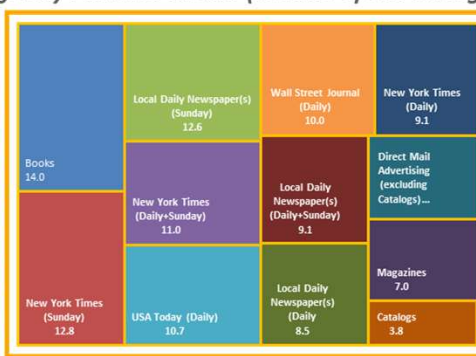 Books
14.0
New York Times
(Sunday)
12.8
Local Daily Newspaper(s)
(Sunday)
12.6
New York Times
(Daily+Sunday)
11.0
USA Today (Daily)
10.7
Wall Street Journal
(Daily)
10.0
Local Daily
Newspaper(s)
(Daily+Sunday)
9.1
Local Daily
Newspaper(s)
(Daily
8.5
New York Times
(Daily)
9.1
Direct Mail
Advertising
(excluding
Catalogs)...
Magazines
7.0
Catalogs
3.8